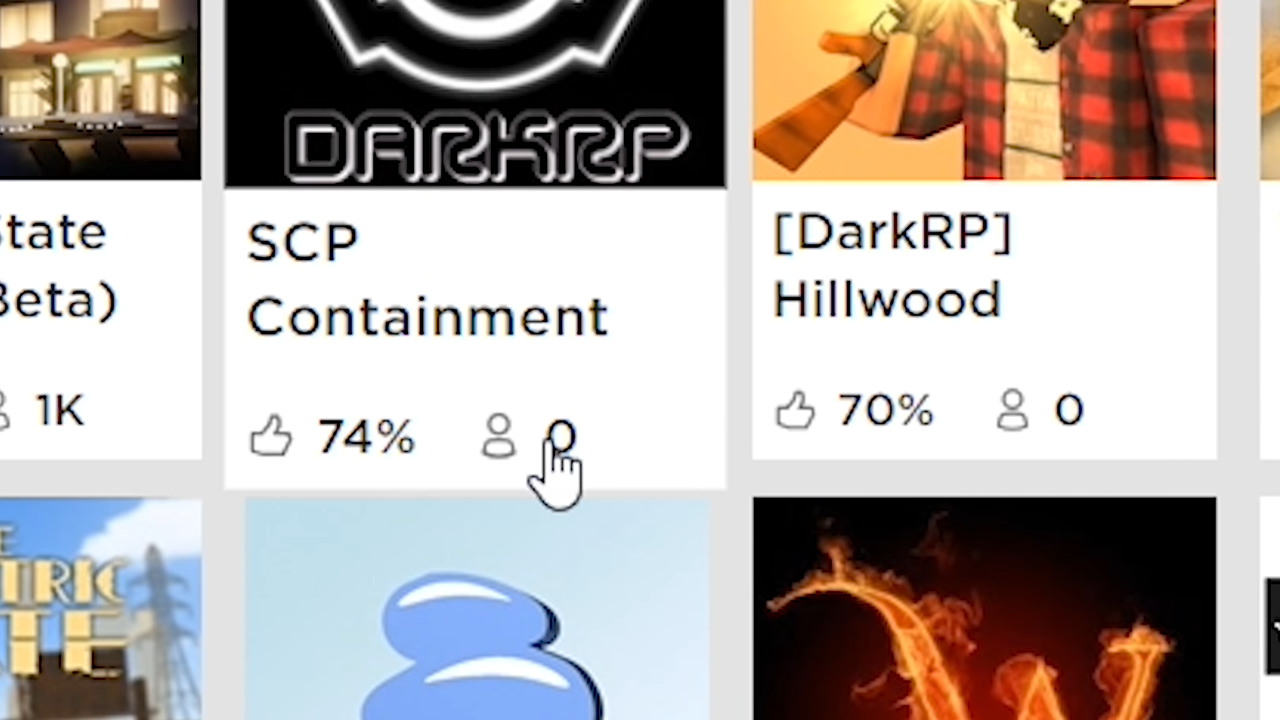 DARKRP
State
Beta)
1K
SCP
Containment
74% 0
[DarkRP]
Hillwood
70% 0